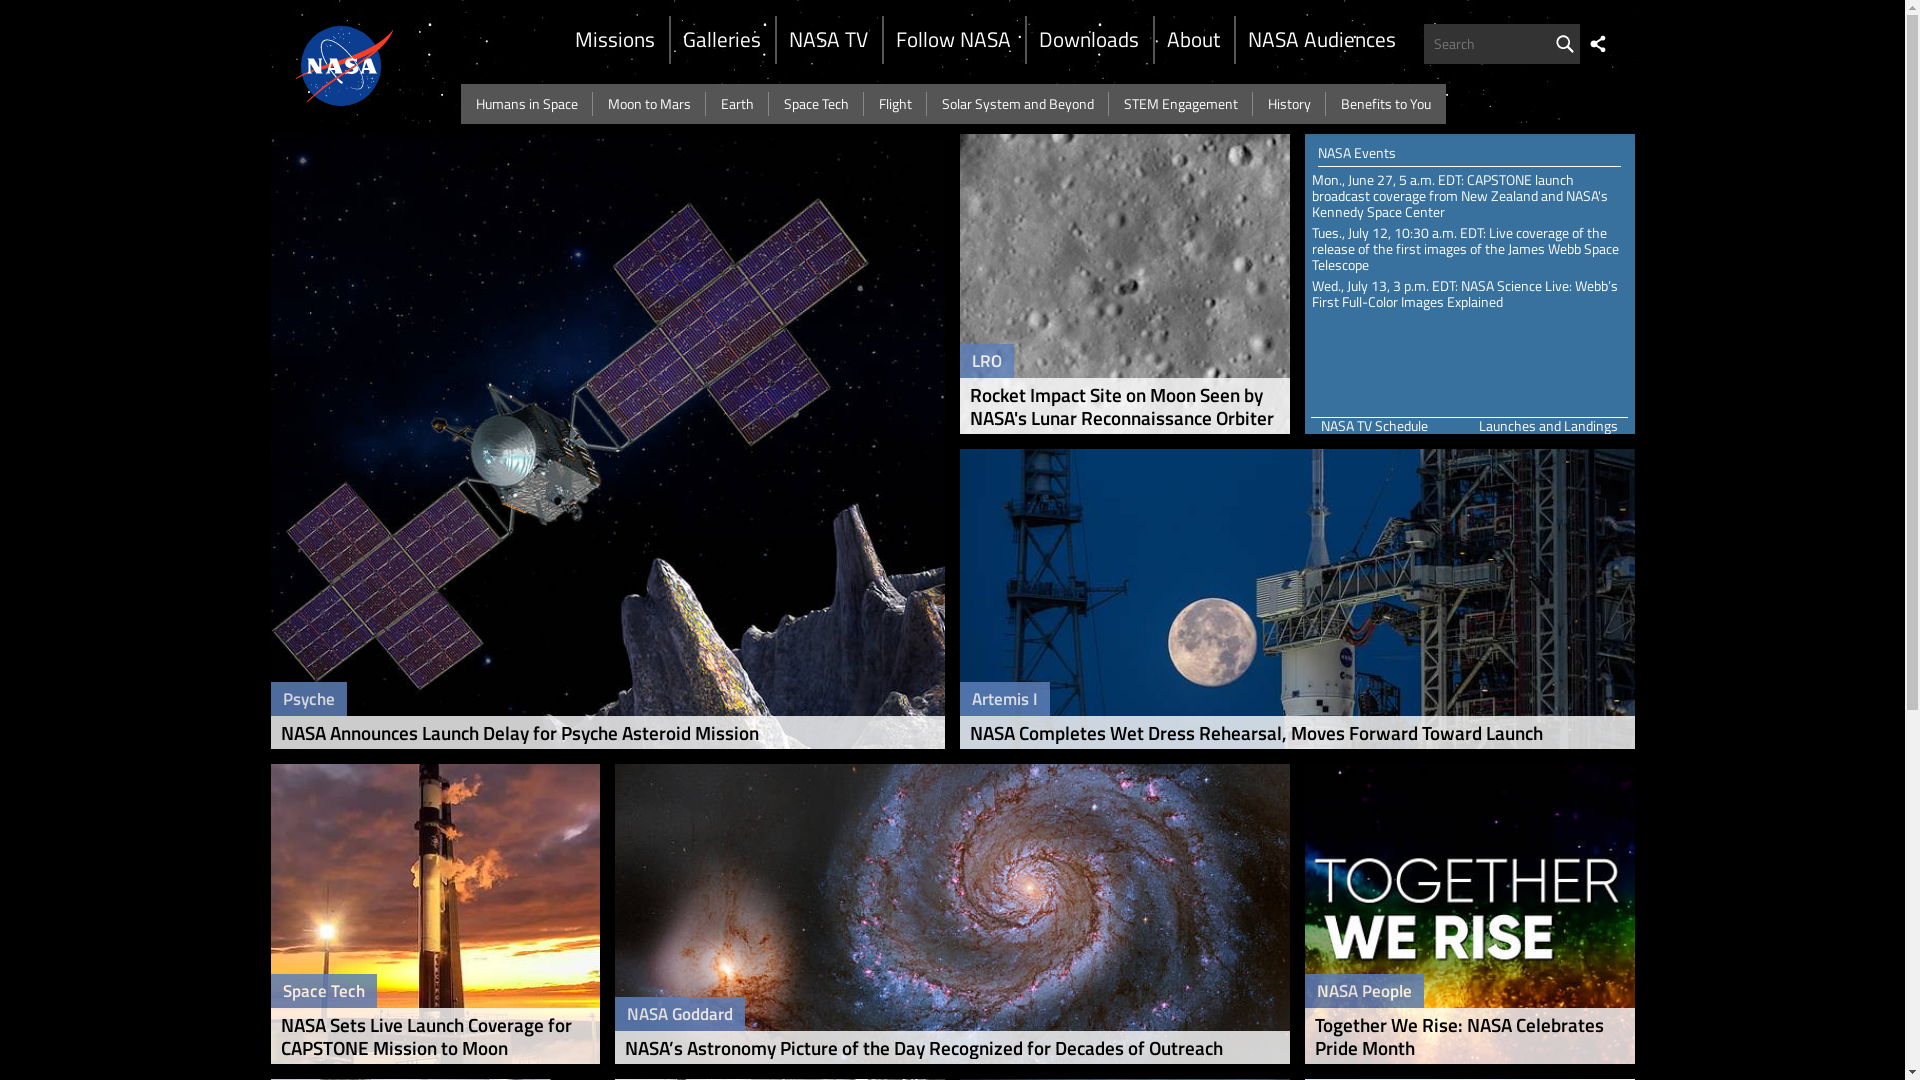 NASA
Missions
Galleries
NASA TV
Follow NASA
Downloads
About
NASA Audiences
Search
Humans in Space
Moon to Mars
Earth
Space Tech
Flight
Solar System and Beyond
STEM Engagement
History
Benefits to You
Psyche
NASA Announces Launch Delay for Psyche Asteroid Mission
LRO
Rocket Impact Site on Moon Seen by
NASA's Lunar Reconnaissance Orbiter
NASA Events
Mon., June 27, 5 a.m. EDT: CAPSTONE launch
broadcast coverage from New Zealand and NASA's
Kennedy Space Center
Tues., July 12, 10:30 a.m. EDT: Live coverage of the
release of the first images of the James Webb Space
Telescope
Wed., July 13, 3 p.m. EDT: NASA Science Live: Webb’s
First Full-Color Images Explained
NASA TV Schedule
Launches and Landings
Artemis I
NASA Completes Wet Dress Rehearsal, Moves Forward Toward Launch
Space Tech
NASA Sets Live Launch Coverage for
CAPSTONE Mission to Moon
NASA Goddard
NASA’s Astronomy Picture of the Day Recognized for Decades of Outreach
TOGETHER
WE RISE
NASA People
Together We Rise: NASA Celebrates
Pride Month